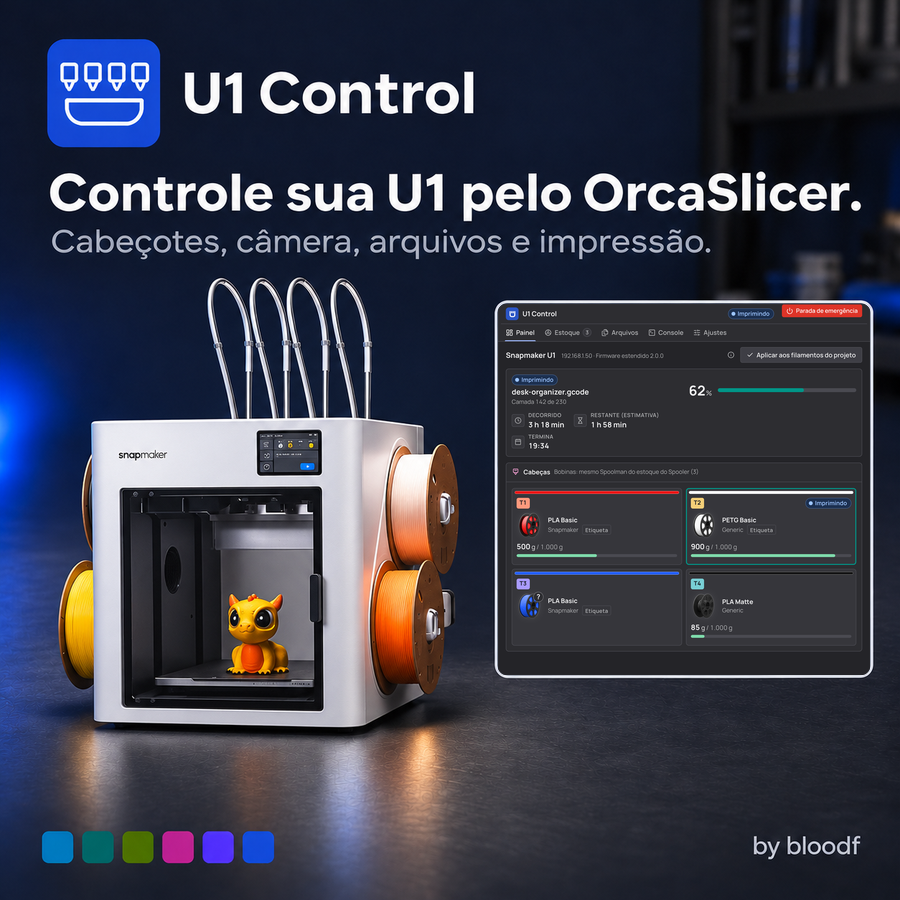 U1 Control
Controle sua U1 pelo OrcaSlicer.
Cabeçotes, câmera, arquivos e impressão.
snapmaker
U1 Control
Imprimindo
Parada de emergência
Painel
Estoque 3
Arquivos
Console
Ajustes
Snapmaker U1 192.168.1.50 · Firmware estendido 2.0.0
Aplicar aos filamentos do projeto
Imprimindo
desk-organizer.gcode
Camada 142 de 230
62%
DECORRIDO
3 h 18 min
RESTANTE (ESTIMATIVA)
1 h 58 min
TERMINA
19:34
Cabeças Bobinas: mesmo Spoolman do estoque do Spooler (3)
T1
PLA Basic
Snapmaker Etiqueta
500 g / 1.000 g
T2
Imprimindo
PETG Basic
Generic Etiqueta
900 g / 1.000 g
T3
?
PLA Basic
Snapmaker Etiqueta
T4
PLA Matte
Generic
85 g / 1.000 g
by bloodf